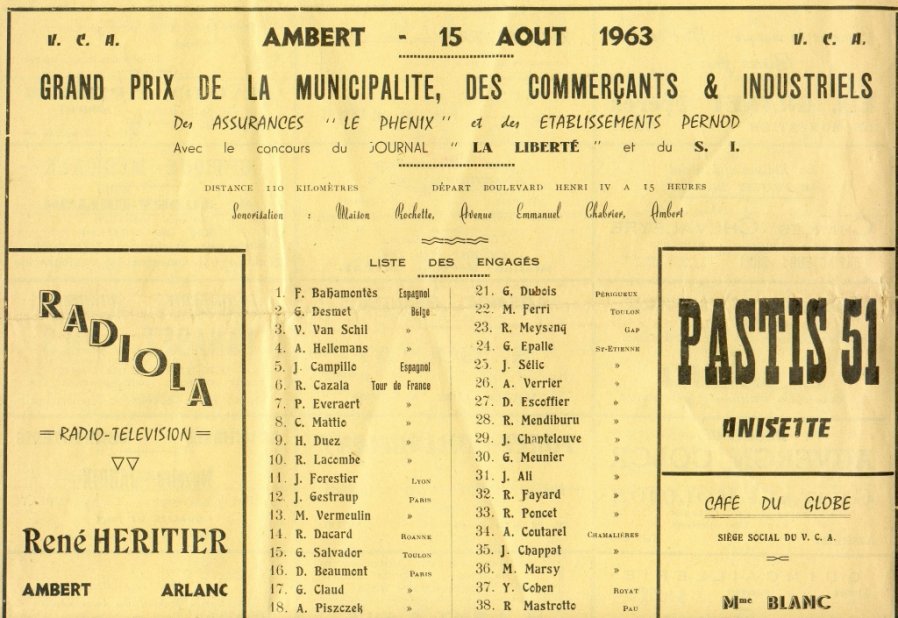 V. C. A.
AMBERT - 15 AOUT 1963
V. C. A.
GRAND PRIX DE LA MUNICIPALITE, DES COMMERÇANTS & INDUSTRIELS
Des ASSURANCES " LE PHENIX " et des ETABLISSEMENTS PERNOD
Avec le concours du JOURNAL " LA LIBERTÉ " et du S. I.
DISTANCE 110 KILOMÈTRES DÉPART BOULEVARD HENRI IV A 15 HEURES
Sonorisation : Maison Rochette, Avenue Emmanuel Chabrier, Ambert
RADIOLA
= RADIO-TELEVISION =
René HERITIER
AMBERT ARLANC
LISTE DES ENGAGÉS
1. F. Bahamontès Espagnol
2. G. Desmet Belge
3. V. Van Schil »
4. A. Hellemans »
5. J. Campillo Espagnol
6. R. Cazala Tour de France
7. P. Everaert »
8. C. Mattio »
9. H. Duez »
10. R. Lacombe »
11. J. Forestier LYON
12. J. Gestraup PARIS
13. M. Vermeulin »
14. R. Ducard ROANNE
15. G. Salvador TOULON
16. D. Beaumont PARIS
17. G. Claud »
18. A. Piszczek »
21. G. Dubois PÉRIGUEUX
22. M. Ferri TOULON
23. R. Meysenq GAP
24. G. Epalle ST-ETIENNE
25. J. Sélic »
26. A. Verrier »
27. D. Escoffier »
28. R. Mendiburu »
29. J. Chantelouve »
30. G. Meunier »
31. J. Ali »
32. R. Fayard »
33. R. Poncet »
34. A. Coutarel CHAMALIÈRES
35. J. Chappat »
36. M. Marsy »
37. Y. Cohen ROYAT
38. R Mastrotto PAU
PASTIS 51
ANISETTE
CAFE DU GLOBE
SIÈGE SOCIAL DU V. C. A.
Mme BLANC